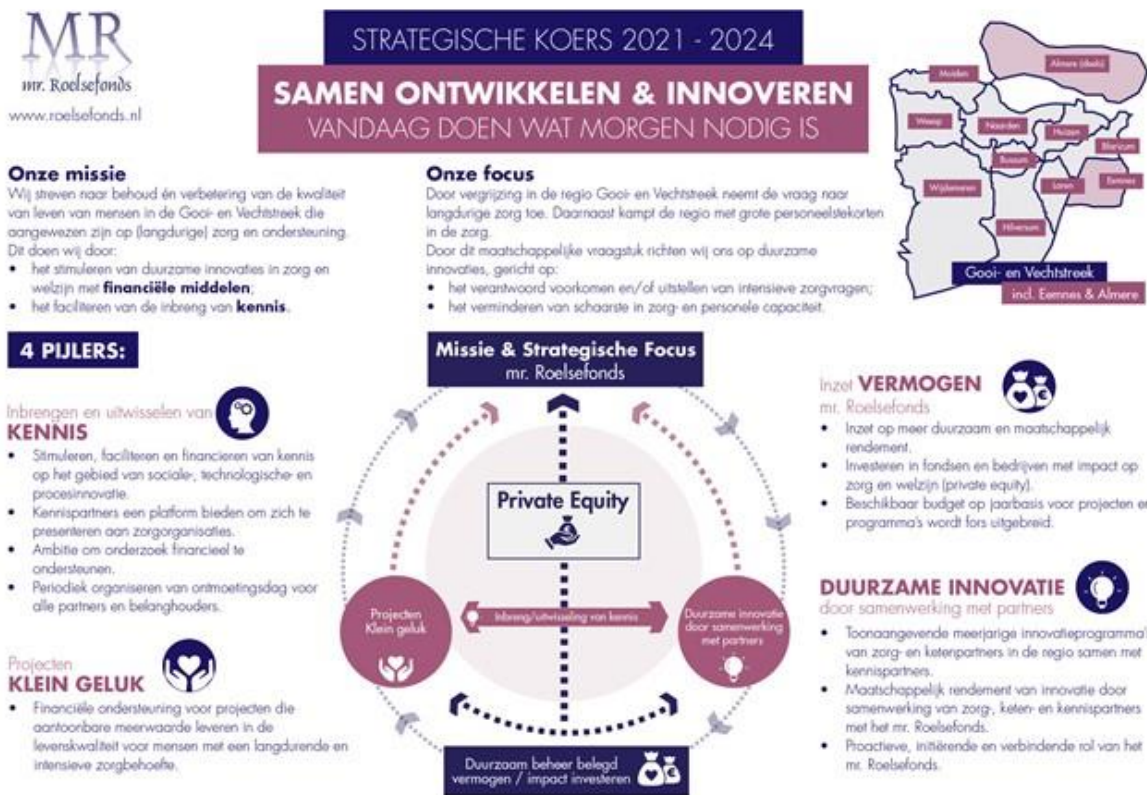 MR
mr. Roelsefonds
www.roelsefonds.nl
STRATEGISCHE KOERS 2021 - 2024
SAMEN ONTWIKKELEN & INNOVEREN
VANDAAG DOEN WAT MORGEN NODIG IS
Almere (deels)
Muiden
Weesp
Naarden
Huizen
Blaricum
Bussum
Laren
Eemnes
Wijdemeren
Hilversum
Gooi- en Vechtstreek
incl. Eemnes & Almere
Onze missie
Wij streven naar behoud én verbetering van de kwaliteit
van leven van mensen in de Gooi- en Vechtstreek die
aangewezen zijn op (langdurige) zorg en ondersteuning.
Dit doen wij door:
• het stimuleren van duurzame innovaties in zorg en
welzijn met financiële middelen;
• het faciliteren van de inbreng van kennis.
Onze focus
Door vergrijzing in de regio Gooi- en Vechtstreek neemt de vraag naar
langdurige zorg toe. Daarnaast kampt de regio met grote personeelstekorten
in de zorg.
Door dit maatschappelijke vraagstuk richten wij ons op duurzame
innovaties, gericht op:
• het verantwoord voorkomen en/of uitstellen van intensieve zorgvragen;
• het verminderen van schaarste in zorg- en personele capaciteit.
4 PIJLERS:
Inbrengen en uitwisselen van
KENNIS
• Stimuleren, faciliteren en financieren van kennis
op het gebied van sociale-, technologische- en
procesinnovatie.
• Kennispartners een platform bieden om zich te
presenteren aan zorgorganisaties.
• Ambitie om onderzoek financieel te
ondersteunen.
• Periodiek organiseren van ontmoetingsdag voor
alle partners en belanghouders.
Projecten
KLEIN GELUK
• Financiële ondersteuning voor projecten die
aantoonbare meerwaarde leveren in de
levenskwaliteit voor mensen met een langdurende en
intensieve zorgbehoefte.
Missie & Strategische Focus
mr. Roelsefonds
Private Equity
Projecten
Klein geluk
Inbreng/uitwisseling van kennis
Duurzame innovatie
door samenwerking
met partners
Duurzaam beheer belegd
vermogen / impact investeren
Inzet VERMOGEN
mr. Roelsefonds
• Inzet op meer duurzaam en maatschappelijk
rendement.
• Investeren in fondsen en bedrijven met impact op
zorg en welzijn (private equity).
• Beschikbaar budget op jaarbasis voor projecten en
programma's wordt fors uitgebreid.
DUURZAME INNOVATIE
door samenwerking met partners
• Toonaangevende meerjarige innovatieprogramma
van zorg- en ketenpartners in de regio samen met
kennispartners.
• Maatschappelijk rendement van innovatie door
samenwerking van zorg-, keten- en kennispartners
met het mr. Roelsefonds.
• Proactieve, initiërende en verbindende rol van het
mr. Roelsefonds.